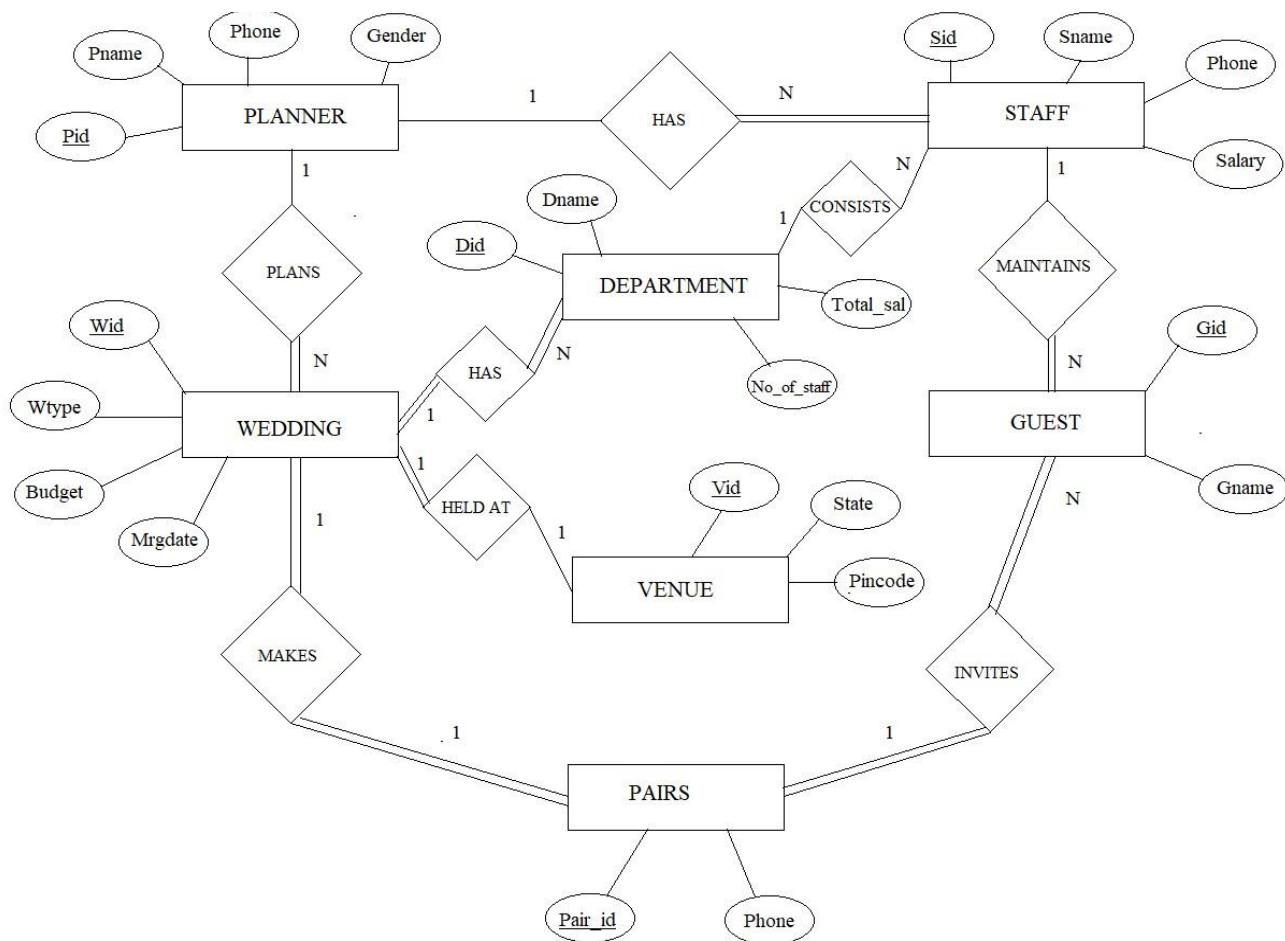 Phone
Gender
Pname
Sid
Sname
Phone
PLANNER
1
HAS
N
STAFF
Pid
Salary
1
N
1
Dname
CONSISTS
1
Did
PLANS
DEPARTMENT
MAINTAINS
Total_sal
Wid
Gid
N
HAS
N
N
No_of_staff
Wtype
WEDDING
1
GUEST
1
Budget
Vid
State
N
Gname
HELD AT
1
1
Mrgdate
VENUE
Pincode
MAKES
INVITES
1
1
PAIRS
Pair_id
Phone